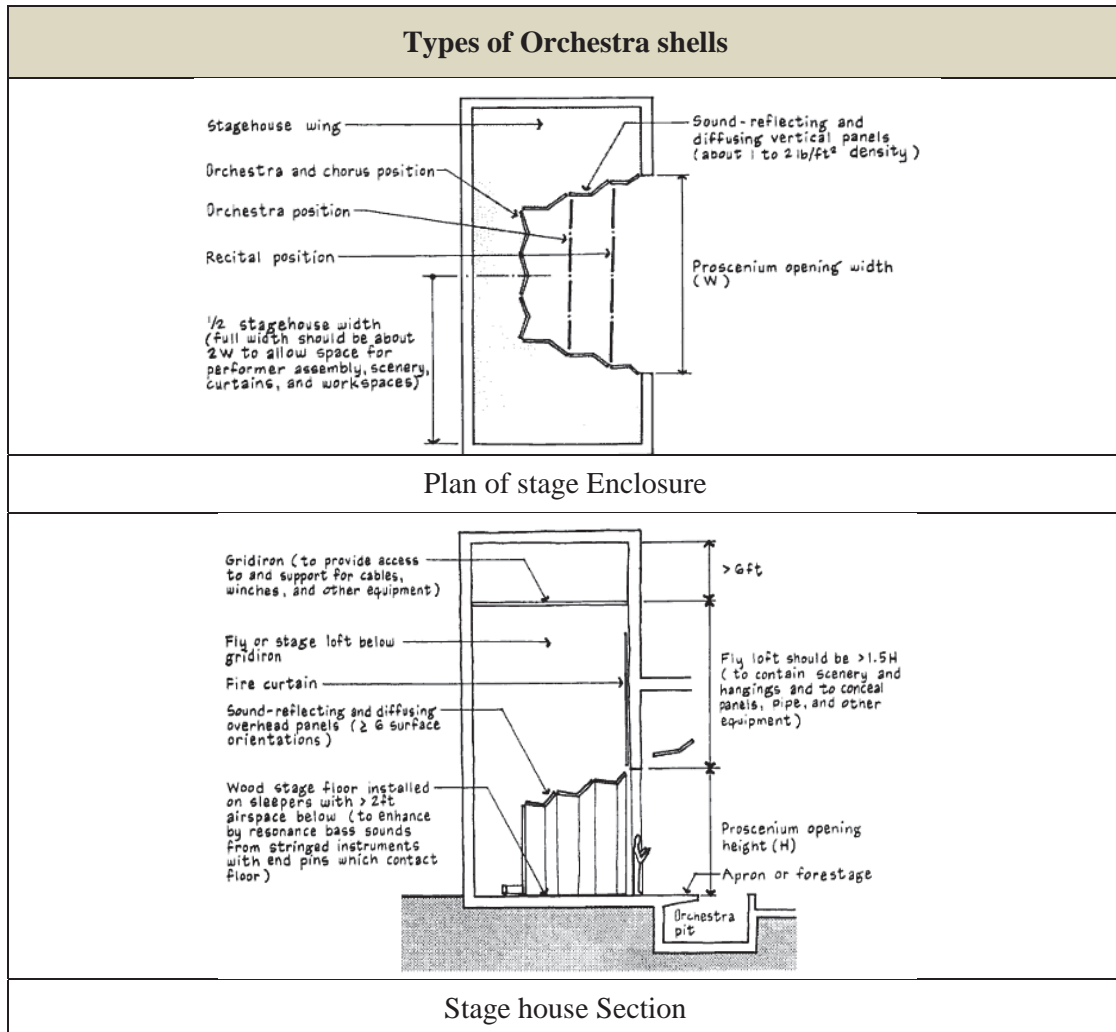 Types of Orchestra shells
Stagehouse wing
Orchestra and chorus position
Orchestra position
Recital position
1/2 stagehouse width
(full width should be about
2W to allow space for
performer assembly, scenery,
curtains, and workspaces)
Sound-reflecting and
diffusing vertical panels
(about 1 to 2 lb/ft² density)
Proscenium opening width
(W)
Plan of stage Enclosure
Gridiron (to provide access
to and support for cables,
winches, and other equipment)
Fly or stage loft below
gridiron
Fire curtain
Sound-reflecting and diffusing
overhead panels (≥ 6 surface
orientations)
Wood stage floor installed
on sleepers with > 2ft
airspace below (to enhance
by resonance bass sounds
from stringed instruments
with end pins which contact
floor)
> 6ft
Fly loft should be >1.5H
(to contain scenery and
hangings and to conceal
panels, pipe, and other
equipment)
Proscenium opening
height (H)
Apron or forestage
Orchestra
pit
Stage house Section